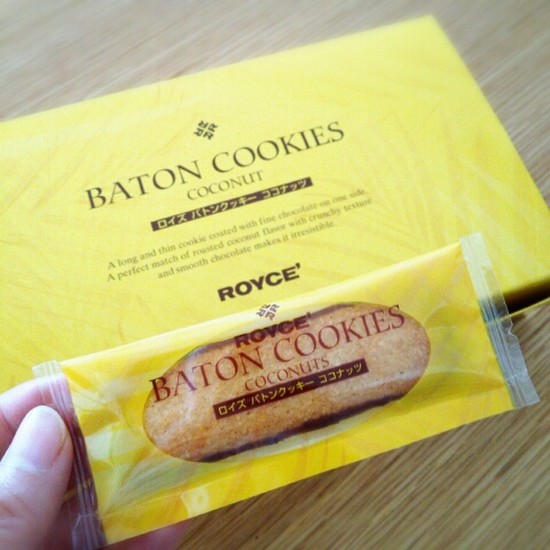 BATON COOKIES
COCONUT
ロイズ バトンクッキー ココナッツ
A long and thin cookie coated with fine chocolate on one side.
A perfect match of roasted coconut flavor with crunchy texture
and smooth chocolate makes it irresistible.
ROYCE'
ROYCE'
BATON COOKIES
COCONUTS
ロイズ バトンクッキー ココナッツ